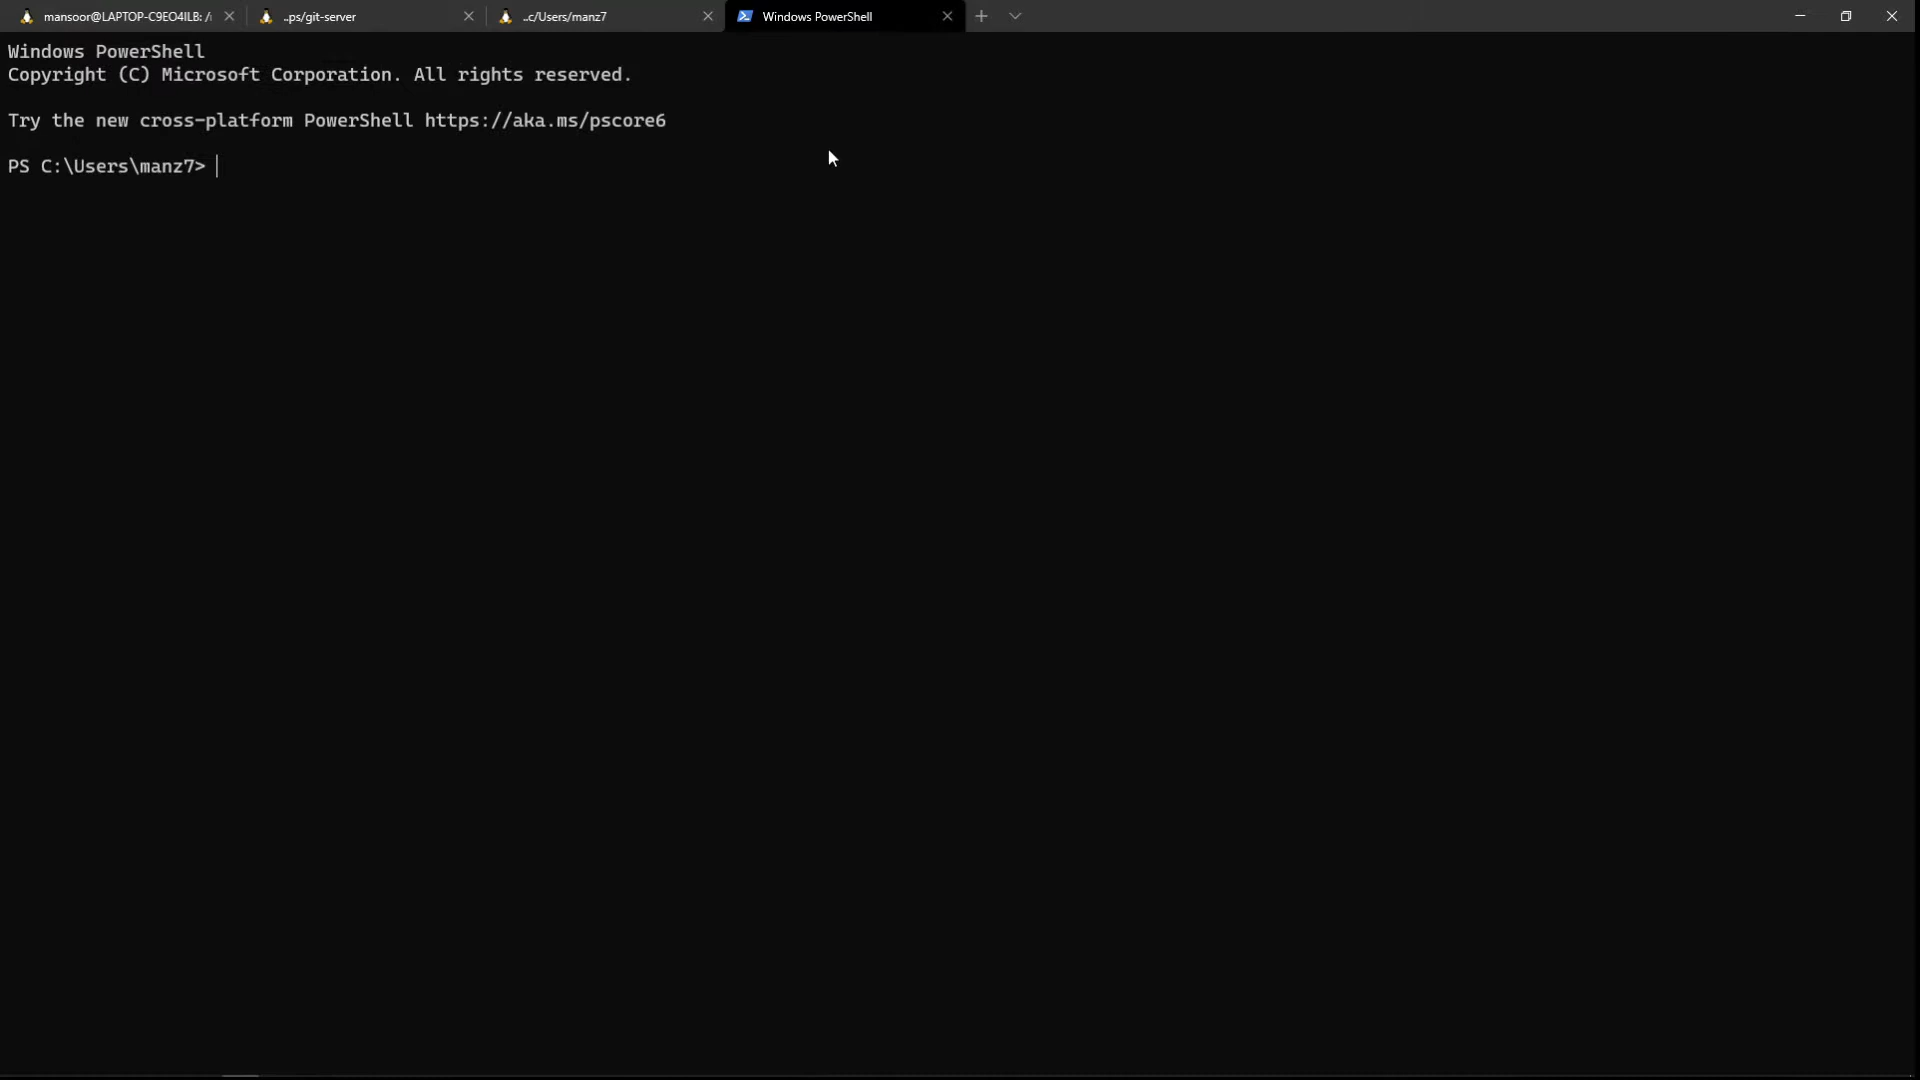 mansoor@LAPTOP-C9EO4ILB: /
..ps/git-server
..c/Users/manz7
Windows PowerShell
Windows PowerShell
Copyright (C) Microsoft Corporation. All rights reserved.
Try the new cross-platform PowerShell https://aka.ms/pscore6
PS C:\Users\manz7>